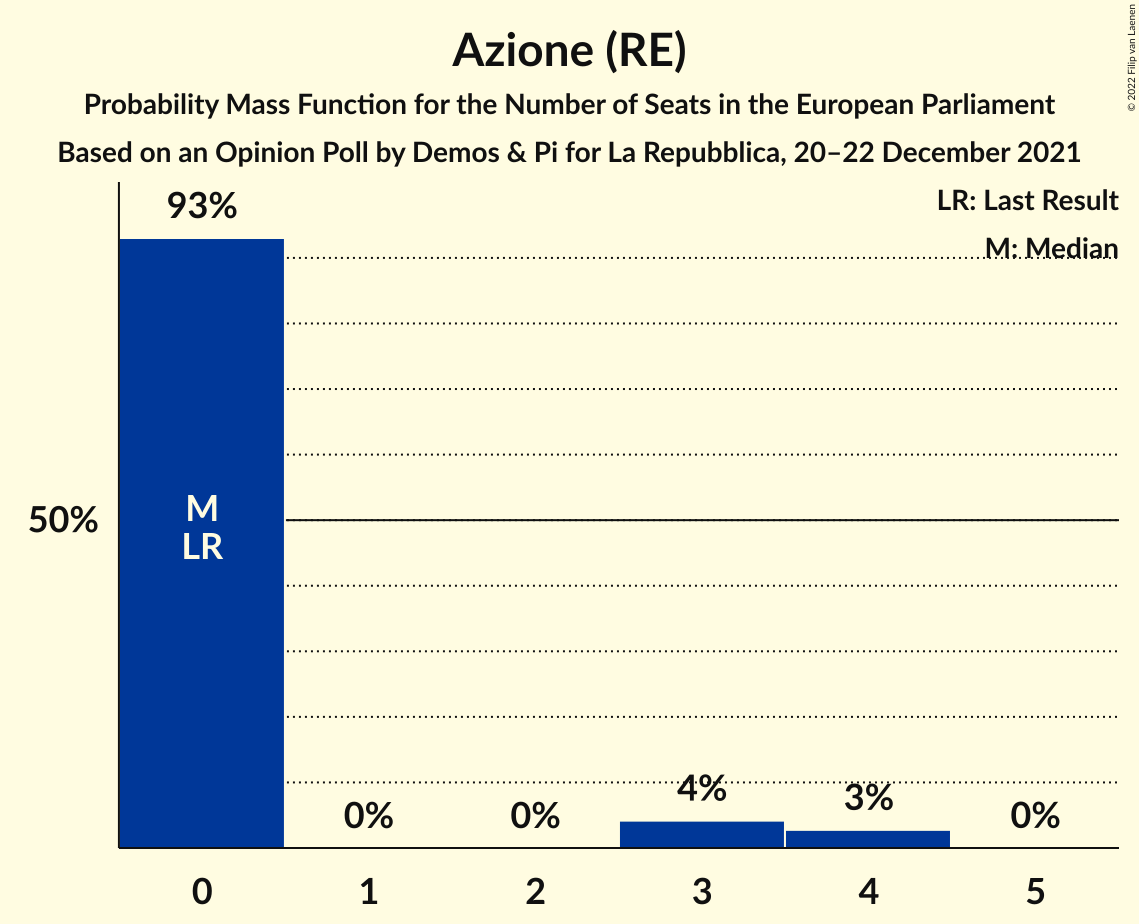 Azione (RE)
Probability Mass Function for the Number of Seats in the European Parliament
Based on an Opinion Poll by Demos & Pi for La Repubblica, 20–22 December 2021
© 2022 Filip van Laenen
LR: Last Result
M: Median
93%
50%
M
LR
0%
0%
4%
3%
0%
0
1
2
3
4
5